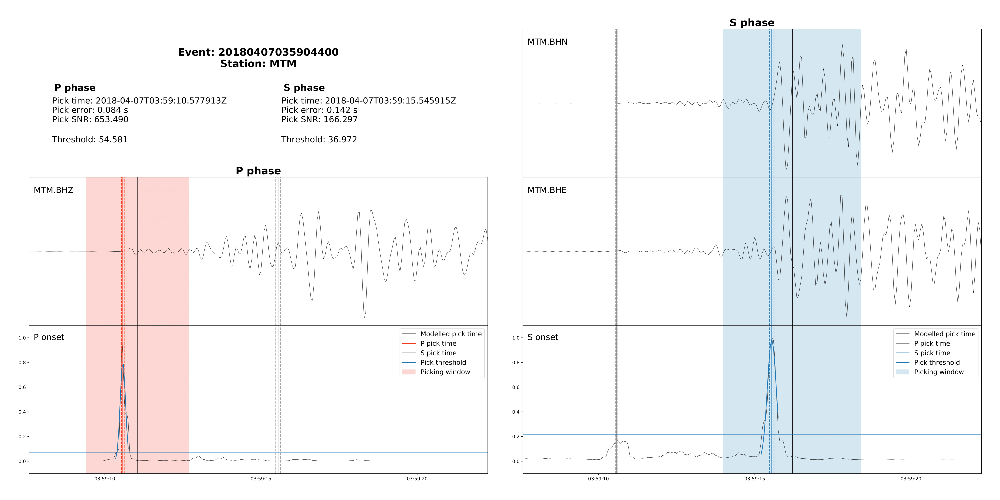 Event: 20180407035904400
Station: MTM
P phase
Pick time: 2018-04-07T03:59:10.577913Z
Pick error: 0.084 s
Pick SNR: 653.490
Threshold: 54.581
S phase
Pick time: 2018-04-07T03:59:15.545915Z
Pick error: 0.142 s
Pick SNR: 166.297
Threshold: 36.972
P phase
MTM.BHZ
P onset
1.0
0.8
0.6
0.4
0.2
0.0
Modelled pick time
P pick time
S pick time
Pick threshold
Picking window
03:59:10
03:59:15
03:59:20
S phase
MTM.BHN
MTM.BHE
S onset
1.0
0.8
0.6
0.4
0.2
0.0
Modelled pick time
P pick time
S pick time
Pick threshold
Picking window
03:59:10
03:59:15
03:59:20